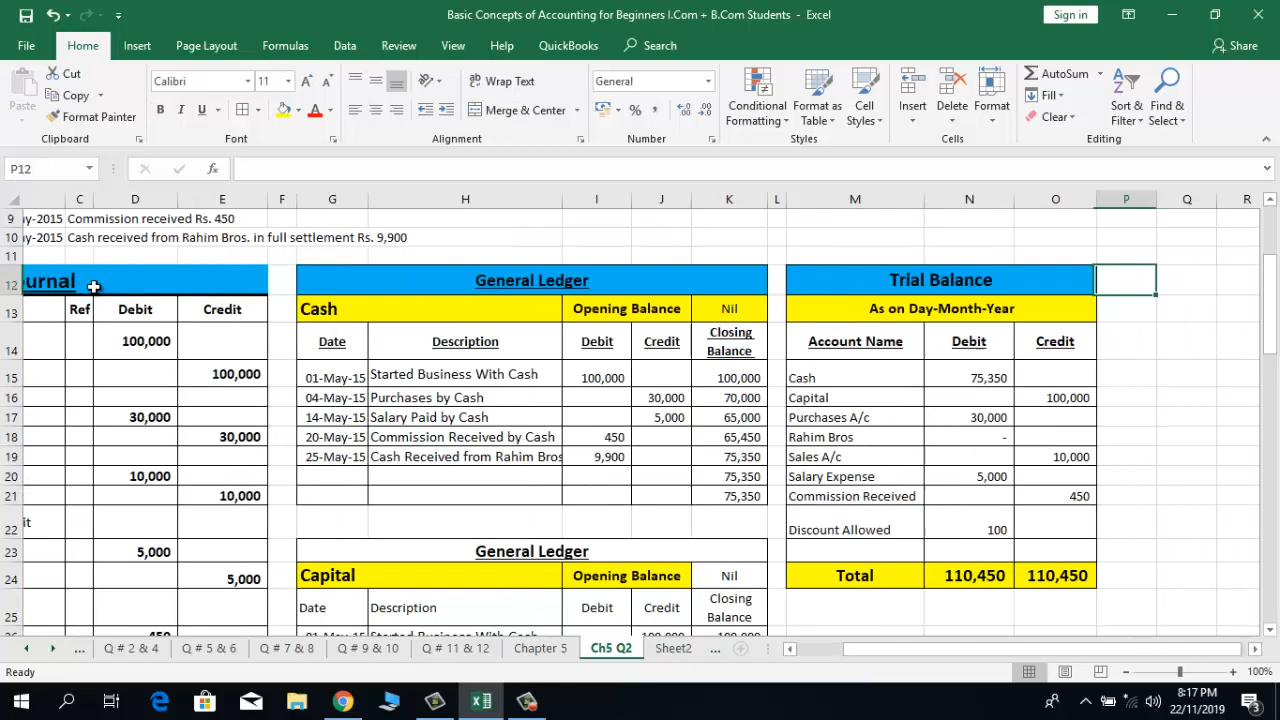 Basic Concepts of Accounting for Beginners I.Com + B.Com Students - Excel
Sign in
File Home Insert Page Layout Formulas Data Review View Help QuickBooks Search Share
Paste
Cut
Copy
Format Painter
Calibri 11
B I U
Wrap Text
Merge & Center
General
Conditional Formatting
Format as Table
Cell Styles
Insert
Delete
Format
AutoSum
Fill
Clear
Sort & Filter
Find & Select
Clipboard Font Alignment Number Styles Cells Editing
P12 fx
C D E F G H I J K L M N O P Q R
9 ay-2015 Commission received Rs. 450
10 ay-2015 Cash received from Rahim Bros. in full settlement Rs. 9,900
11
12 ournal General Ledger Trial Balance
13 Ref Debit Credit Cash Opening Balance Nil As on Day-Month-Year
14 100,000 Date Description Debit Credit Closing Balance Account Name Debit Credit
15 100,000 01-May-15 Started Business With Cash 100,000 100,000 Cash 75,350
16 04-May-15 Purchases by Cash 30,000 70,000 Capital 100,000
17 30,000 14-May-15 Salary Paid by Cash 5,000 65,000 Purchases A/c 30,000
18 30,000 20-May-15 Commission Received by Cash 450 65,450 Rahim Bros -
19 25-May-15 Cash Received from Rahim Bros 9,900 75,350 Sales A/c 10,000
20 10,000 75,350 Salary Expense 5,000
21 10,000 75,350 Commission Received 450
22 it Discount Allowed 100
23 5,000 General Ledger
24 5,000 Capital Opening Balance Nil Total 110,450 110,450
25 Date Description Debit Credit Closing Balance
26 450 01-May-15 Started Business With Cash 100,000 100,000
... Q # 2 & 4 Q # 5 & 6 Q # 7 & 8 Q # 9 & 10 Q # 11 & 12 Chapter 5 Ch5 Q2 Sheet2 ...
Ready 100%
8:17 PM
22/11/2019
3